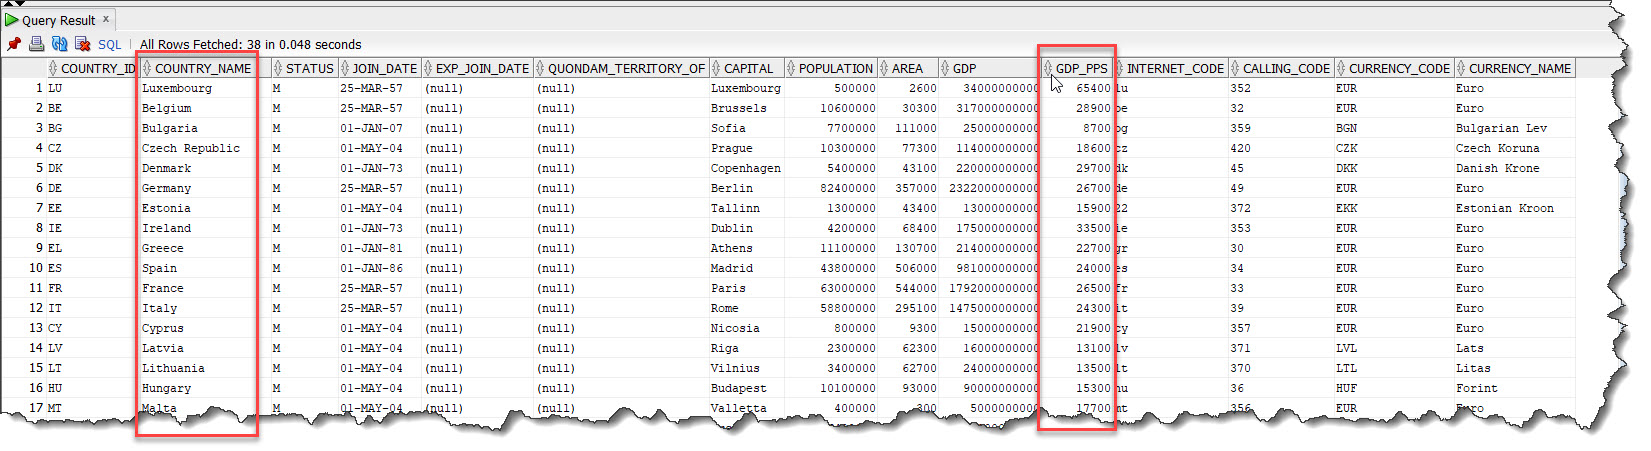 Query Result x
SQL | All Rows Fetched: 38 in 0.048 seconds
COUNTRY_ID COUNTRY_NAME STATUS JOIN_DATE EXP_JOIN_DATE QUONDAM_TERRITORY_OF CAPITAL POPULATION AREA GDP GDP_PPS INTERNET_CODE CALLING_CODE CURRENCY_CODE CURRENCY_NAME
1 LU Luxembourg M 25-MAR-57 (null) (null) Luxembourg 500000 2600 34000000000 65400 lu 352 EUR Euro
2 BE Belgium M 25-MAR-57 (null) (null) Brussels 10600000 30300 317000000000 28900 be 32 EUR Euro
3 BG Bulgaria M 01-JAN-07 (null) (null) Sofia 7700000 111000 25000000000 8700 bg 359 BGN Bulgarian Lev
4 CZ Czech Republic M 01-MAY-04 (null) (null) Prague 10300000 77300 114000000000 18600 cz 420 CZK Czech Koruna
5 DK Denmark M 01-JAN-73 (null) (null) Copenhagen 5400000 43100 220000000000 29700 dk 45 DKK Danish Krone
6 DE Germany M 25-MAR-57 (null) (null) Berlin 82400000 357000 2322000000000 26700 de 49 EUR Euro
7 EE Estonia M 01-MAY-04 (null) (null) Tallinn 1300000 43400 13000000000 15900 22 372 EKK Estonian Kroon
8 IE Ireland M 01-JAN-73 (null) (null) Dublin 4200000 68400 175000000000 33500 ie 353 EUR Euro
9 EL Greece M 01-JAN-81 (null) (null) Athens 11100000 130700 214000000000 22700 gr 30 EUR Euro
10 ES Spain M 01-JAN-86 (null) (null) Madrid 43800000 506000 981000000000 24000 es 34 EUR Euro
11 FR France M 25-MAR-57 (null) (null) Paris 63000000 544000 1792000000000 26500 fr 33 EUR Euro
12 IT Italy M 25-MAR-57 (null) (null) Rome 58800000 295100 1475000000000 24300 it 39 EUR Euro
13 CY Cyprus M 01-MAY-04 (null) (null) Nicosia 800000 9300 15000000000 21900 cy 357 EUR Euro
14 LV Latvia M 01-MAY-04 (null) (null) Riga 2300000 62300 16000000000 13100 lv 371 LVL Lats
15 LT Lithuania M 01-MAY-04 (null) (null) Vilnius 3400000 62700 24000000000 13500 lt 370 LTL Litas
16 HU Hungary M 01-MAY-04 (null) (null) Budapest 10100000 93000 90000000000 15300 hu 36 HUF Forint
17 MT Malta M 01-MAY-04 (null) (null) Valletta 400000 300 5000000000 17700 mt 356 EUR Euro